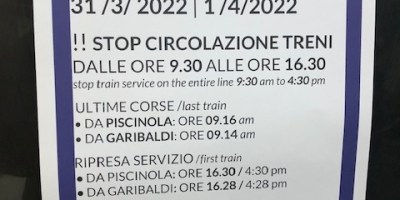 31 /3/ 2022 | 1 /4/2022
!! STOP CIRCOLAZIONE TRENI
DALLE ORE 9.30 ALLE ORE 16.30
stop train service on the entire line 9:30 am to 4:30 pm
ULTIME CORSE /last train
• DA PISCINOLA: ORE 09.16 am
• DA GARIBALDI: ORE 09.14 am
RIPRESA SERVIZIO /first train
• DA PISCINOLA: ORE 16.30 / 4:30 pm
• DA GARIBALDI: ORE 16.28 / 4:28 pm